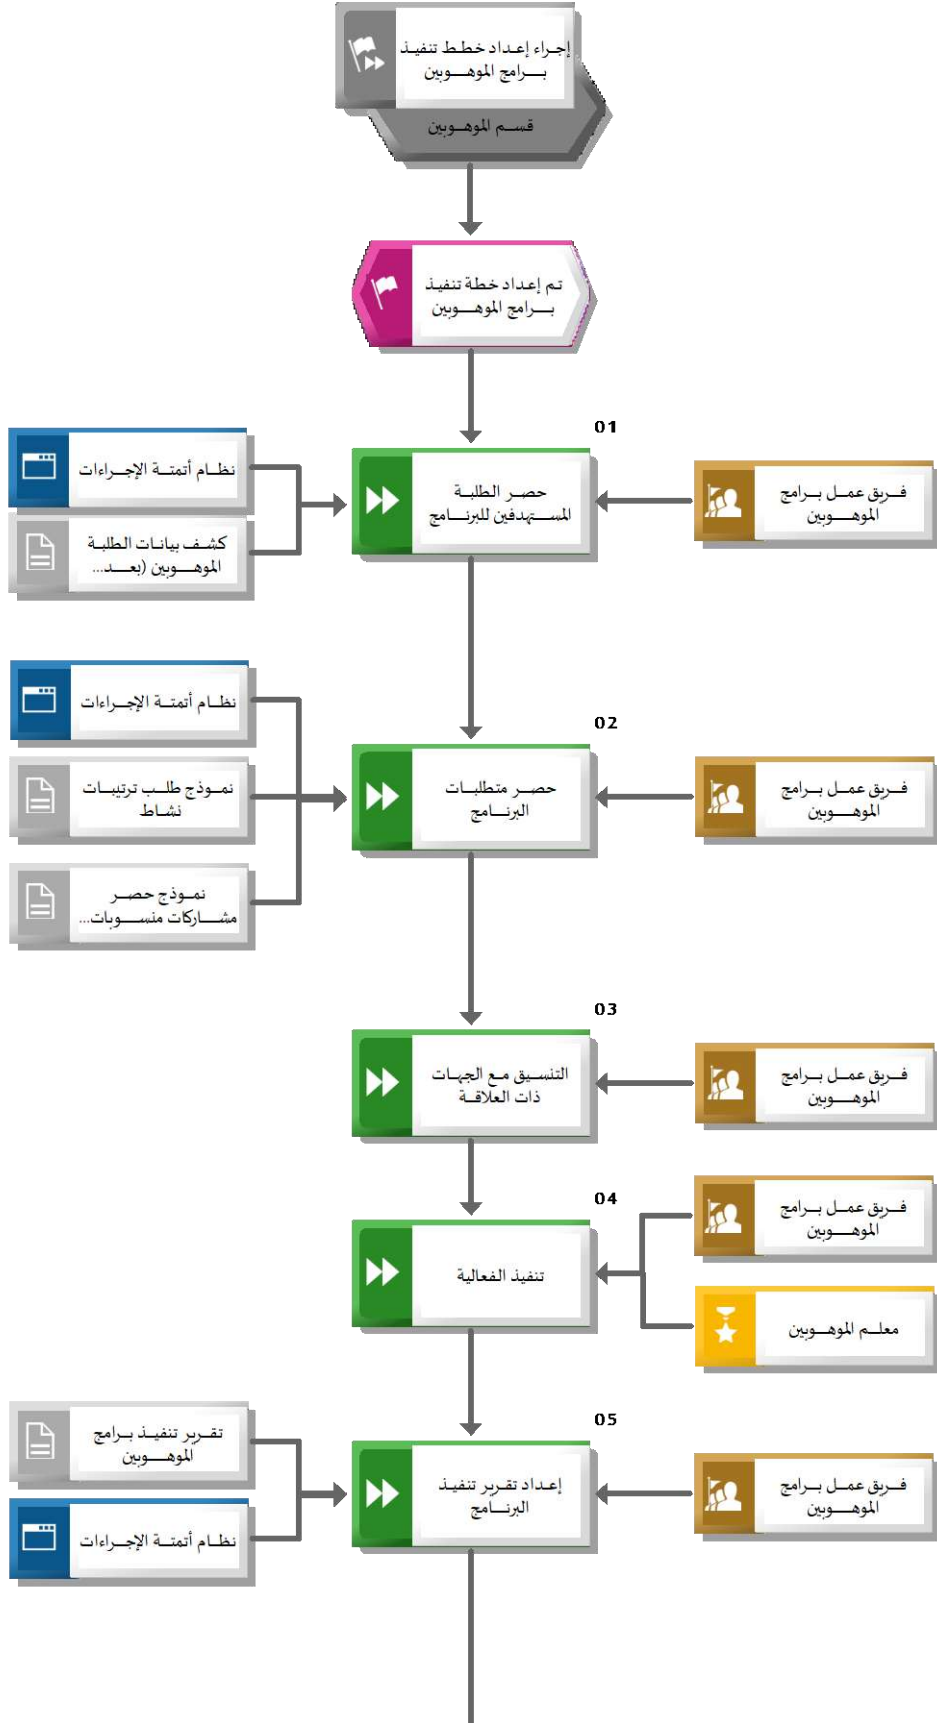 إجراء إعداد خطط تنفيذ
برامج الموهوبين
قسم الموهوبين
تم إعداد خطة تنفيذ
برامج الموهوبين
01
فريق عمل برامج
الموهوبين
حصر الطلبة
المستهدفين للبرنامج
نظام أتمتة الإجراءات
كشف بيانات الطلبة
الموهوبين (بعد...
02
فريق عمل برامج
الموهوبين
حصر متطلبات
البرنامج
نظام أتمتة الإجراءات
نموذج طلب ترتيبات
نشاط
نموذج حصر
مشاركات منسوبات...
03
فريق عمل برامج
الموهوبين
التنسيق مع الجهات
ذات العلاقة
04
فريق عمل برامج
الموهوبين
معلم الموهوبين
تنفيذ الفعالية
05
فريق عمل برامج
الموهوبين
إعداد تقرير تنفيذ
البرنامج
تقرير تنفيذ برامج
الموهوبين
نظام أتمتة الإجراءات